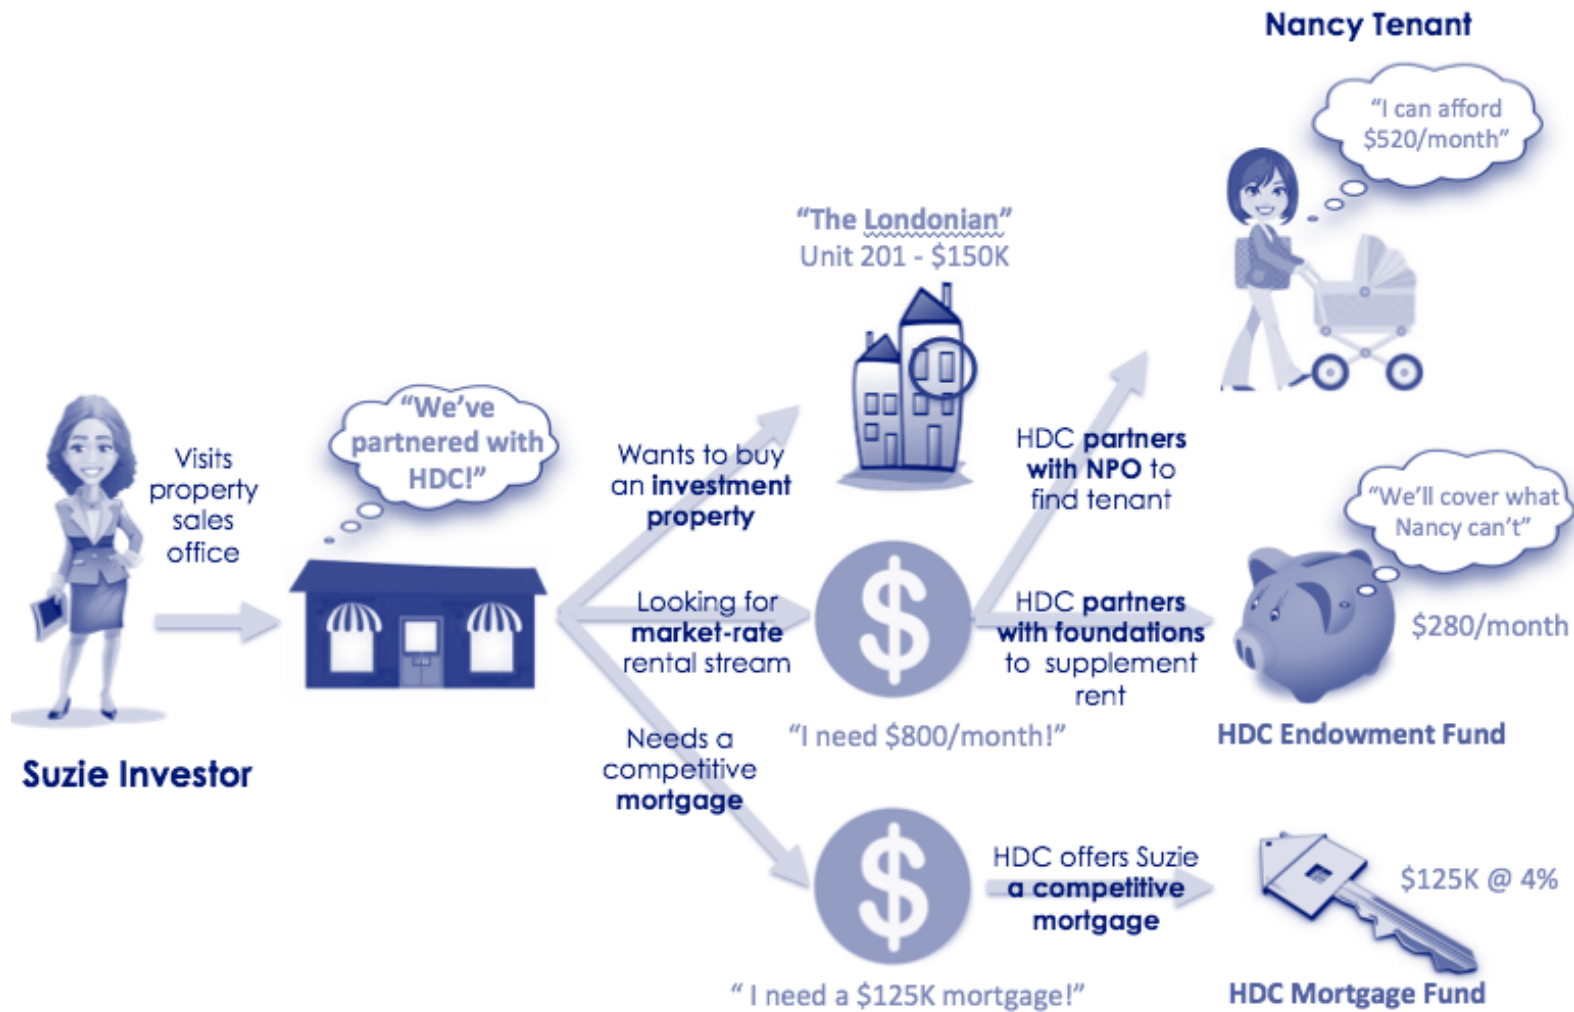 Nancy Tenant
"I can afford
$520/month"
"The Londonian"
Unit 201 - $150K
"We've
partnered with
HDC!"
Visits
property
sales
office
Wants to buy
an investment
property
HDC partners
with NPO to
find tenant
"We'll cover what
Nancy can't"
Looking for
market-rate
rental stream
HDC partners
with foundations
to supplement
rent
$280/month
"I need $800/month!"
HDC Endowment Fund
Suzie Investor
Needs a
competitive
mortgage
HDC offers Suzie
a competitive
mortgage
$125K @ 4%
" I need a $125K mortgage!"
HDC Mortgage Fund